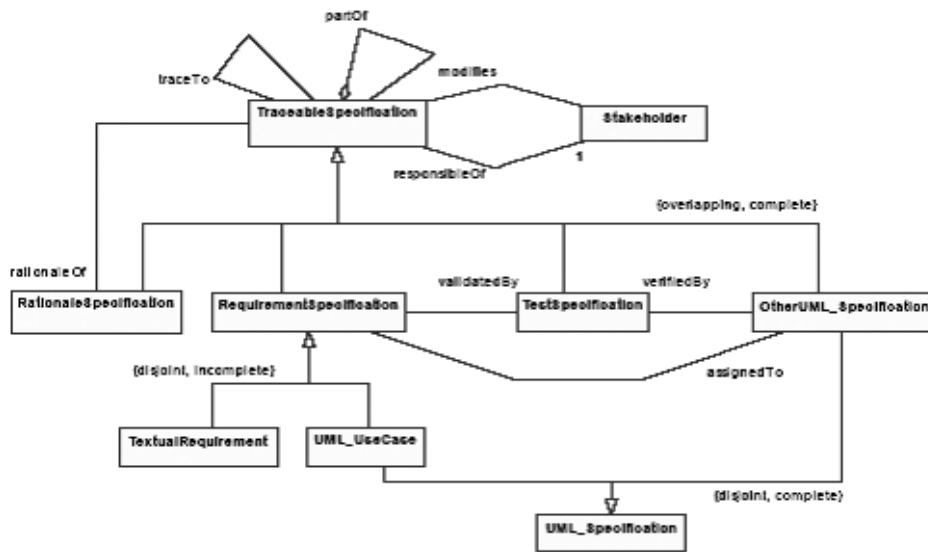 partOf
traceTo
modifies
TraceableSpecification
Stakeholder
1
responsibleOf
{overlapping, complete}
rationaleOf
validatedBy
verifiedBy
RationaleSpecification
RequirementSpecification
TestSpecification
OtherUML_Specification
{disjoint, incomplete}
assignedTo
TextualRequirement
UML_UseCase
{disjoint, complete}
UML_Specification